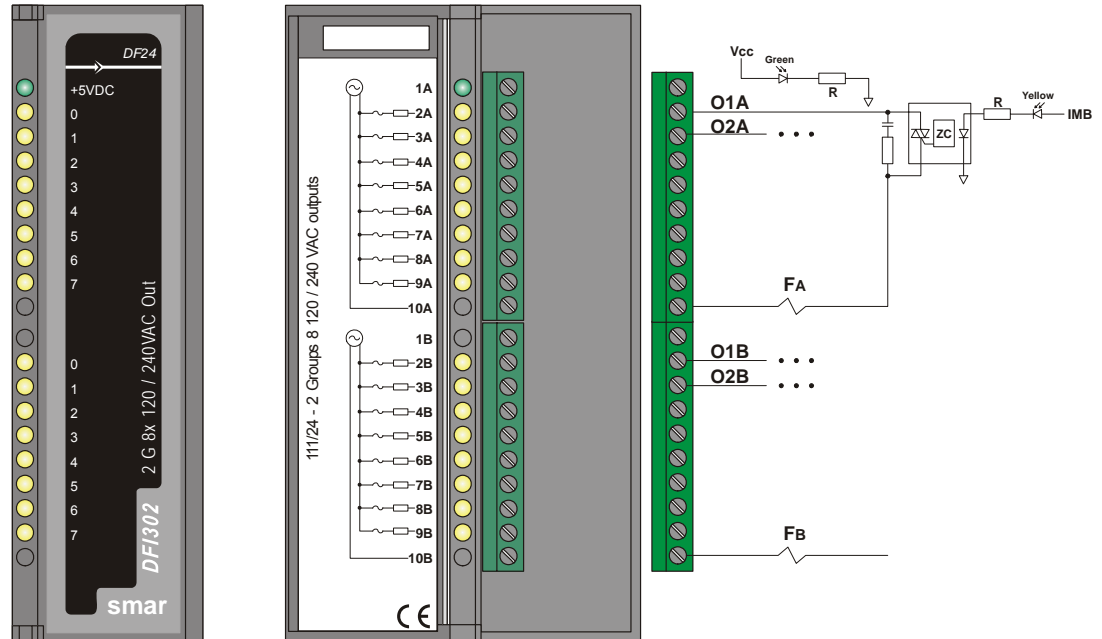 DF24
+5VDC
0
1
2
3
4
5
6
7
0
1
2
3
4
5
6
7
2 G 8x 120 / 240VAC Out
DFI302
smar
111/24 - 2 Groups 8 120 / 240 VAC outputs
1A
2A
3A
4A
5A
6A
7A
8A
9A
10A
1B
2B
3B
4B
5B
6B
7B
8B
9B
10B
CE
Vcc
Green
R
O1A
O2A
ZC
R
Yellow
IMB
FA
O1B
O2B
FB